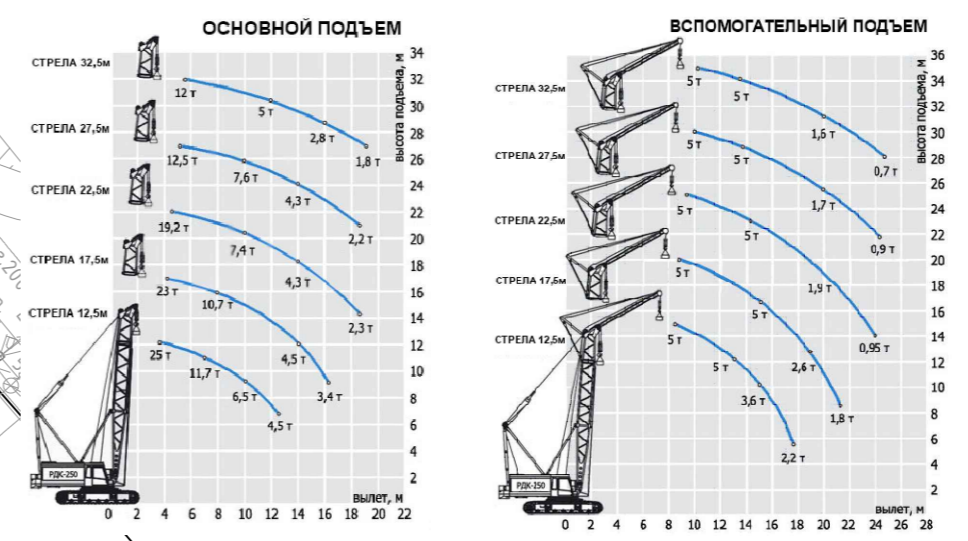 ОСНОВНОЙ ПОДЪЕМ
СТРЕЛА 32,5м
СТРЕЛА 27,5м
СТРЕЛА 22,5м
СТРЕЛА 17,5м
СТРЕЛА 12,5м
12 т
5 т
2,8 т
1,8 т
12,5 т
7,6 т
4,3 т
2,2 т
19,2 т
7,4 т
4,3 т
2,3 т
23 т
10,7 т
4,5 т
3,4 т
25 т
11,7 т
6,5 т
4,5 т
высота подъема, м
34
32
30
28
26
24
22
20
18
16
14
12
10
8
6
4
2
РДК-250
вылет, м
0 2 4 6 8 10 12 14 16 18 20 22
ВСПОМОГАТЕЛЬНЫЙ ПОДЪЕМ
СТРЕЛА 32,5м
СТРЕЛА 27,5м
СТРЕЛА 22,5м
СТРЕЛА 17,5м
СТРЕЛА 12,5м
5 т
5 т
1,6 т
0,7 т
5 т
5 т
1,7 т
0,9 т
5 т
5 т
1,9 т
0,95 т
5 т
5 т
2,6 т
1,8 т
5 т
5 т
3,6 т
2,2 т
высота подъема, м
36
34
32
30
28
26
24
22
20
18
16
14
12
10
8
6
4
2
РДК-250
вылет, м
0 2 4 6 8 10 12 14 16 18 20 22 24 26 28